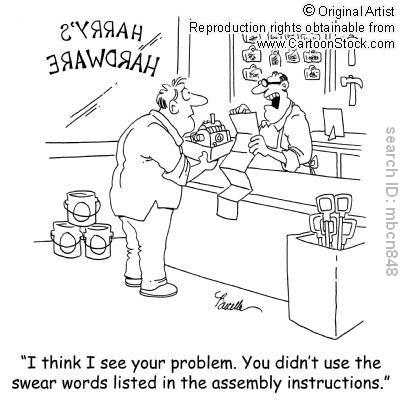 © Original Artist
Reproduction rights obtainable from
www.CartoonStock.com
HARRY'S
HARDWARE
search ID: mbcn848
"I think I see your problem. You didn't use the
swear words listed in the assembly instructions."